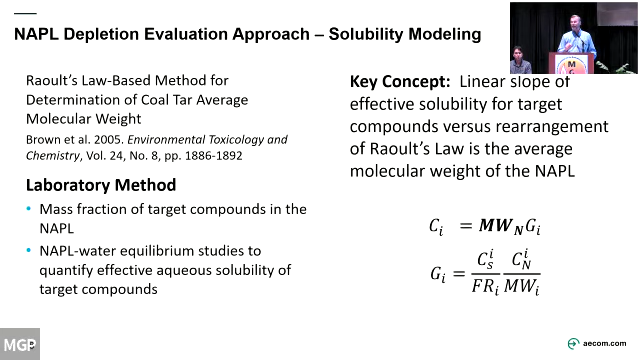 NAPL Depletion Evaluation Approach – Solubility Modeling
Raoult's Law-Based Method for
Determination of Coal Tar Average
Molecular Weight
Brown et al. 2005. Environmental Toxicology and
Chemistry, Vol. 24, No. 8, pp. 1886-1892
Laboratory Method
• Mass fraction of target compounds in the
NAPL
• NAPL-water equilibrium studies to
quantify effective aqueous solubility of
target compounds
Key Concept: Linear slope of
effective solubility for target
compounds versus rearrangement
of Raoult's Law is the average
molecular weight of the NAPL
C_i = MW_N G_i
G_i = C_s^i / FR_i C_N^i / MW_i
MGP
aecom.com